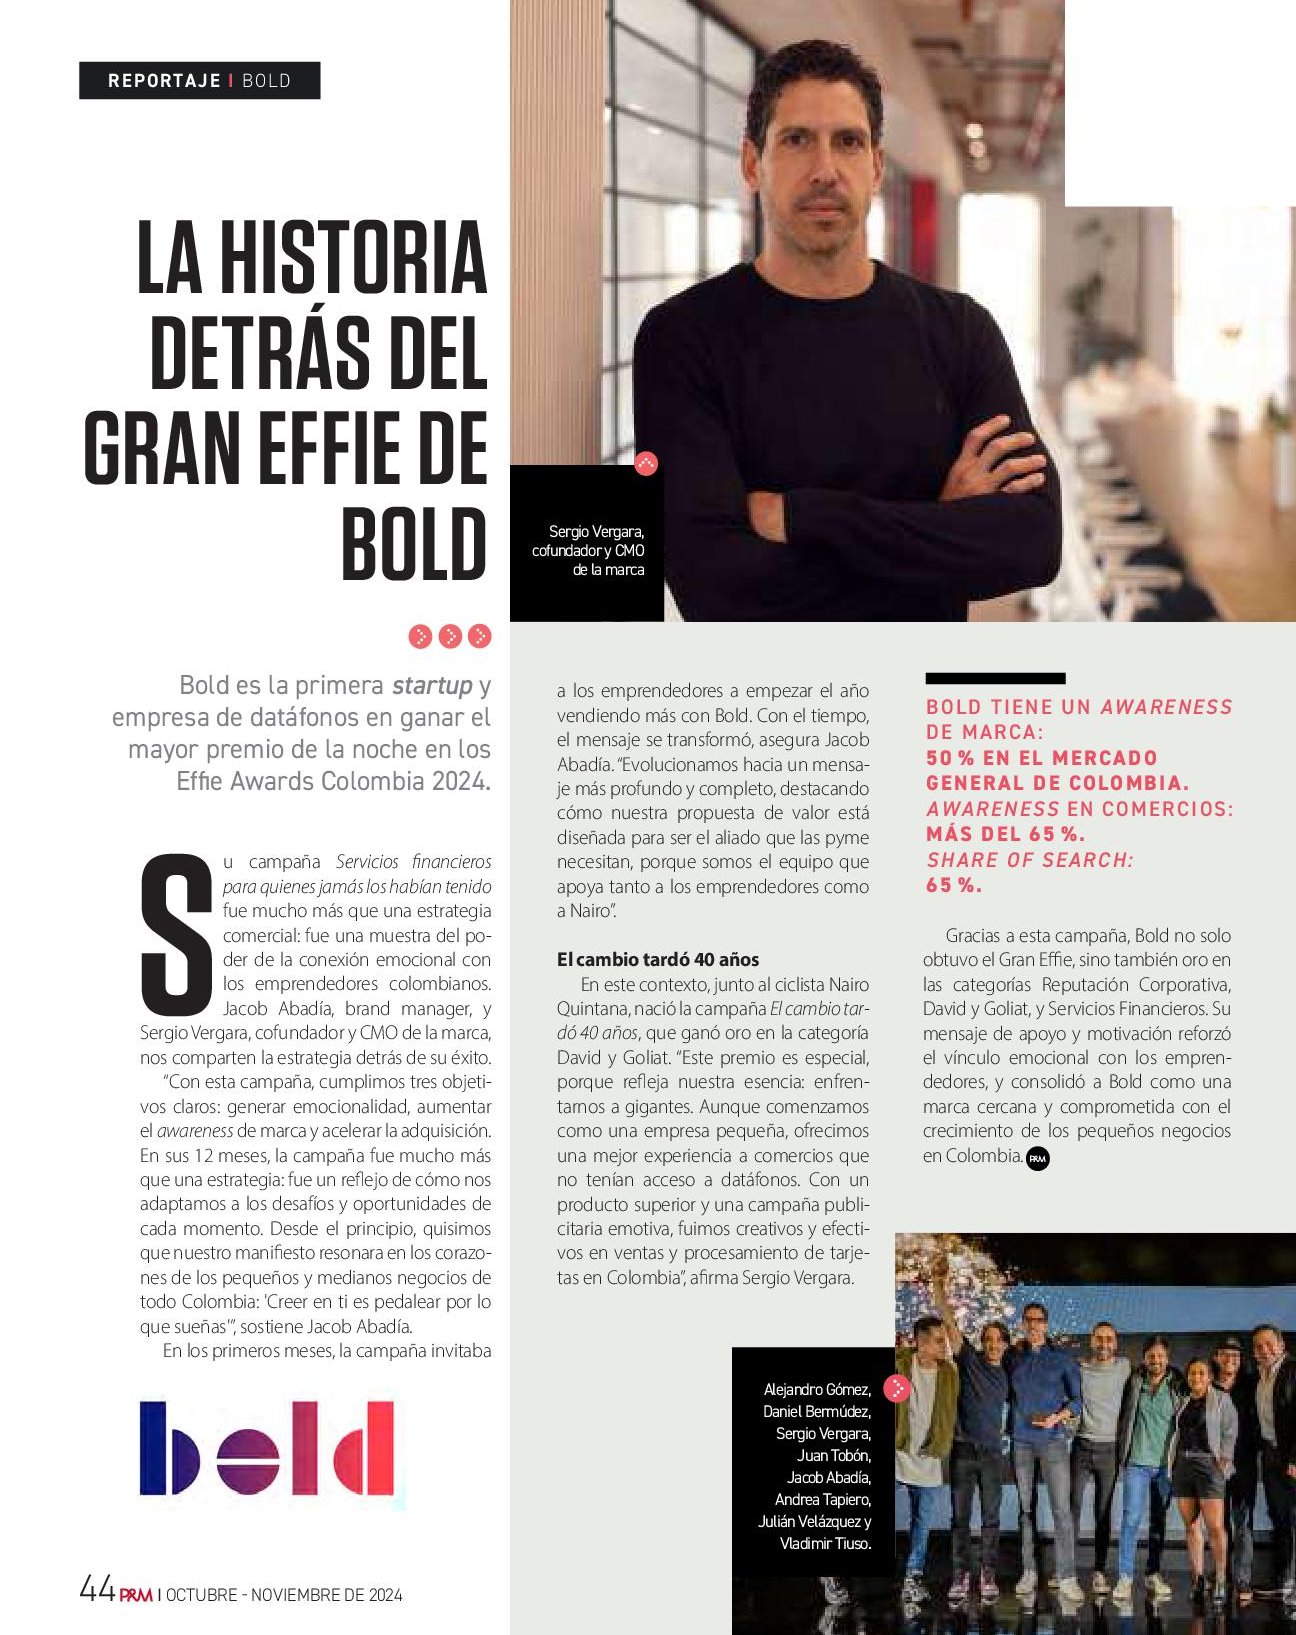 REPORTAJE I BOLD
LA HISTORIA
DETRÁS DEL
GRAN EFFIE DE
BOLD
Bold es la primera startup y
empresa de datáfonos en ganar el
mayor premio de la noche en los
Effie Awards Colombia 2024.
Sergio Vergara,
cofundador y CMO
de la marca
Su campaña Servicios financieros
para quienes jamás los habían tenido
fue mucho más que una estrategia
comercial: fue una muestra del po-
der de la conexión emocional con
los emprendedores colombianos.
Jacob Abadía, brand manager, y
Sergio Vergara, cofundador y CMO de la marca,
nos comparten la estrategia detrás de su éxito.
“Con esta campaña, cumplimos tres objeti-
vos claros: generar emocionalidad, aumentar
el awareness de marca y acelerar la adquisición.
En sus 12 meses, la campaña fue mucho más
que una estrategia: fue un reflejo de cómo nos
adaptamos a los desafíos y oportunidades de
cada momento. Desde el principio, quisimos
que nuestro manifiesto resonara en los corazo-
nes de los pequeños y medianos negocios de
todo Colombia: ‘Creer en ti es pedalear por lo
que sueñas’”, sostiene Jacob Abadía.
En los primeros meses, la campaña invitaba
a los emprendedores a empezar el año
vendiendo más con Bold. Con el tiempo,
el mensaje se transformó, asegura Jacob
Abadía. “Evolucionamos hacia un mensa-
je más profundo y completo, destacando
cómo nuestra propuesta de valor está
diseñada para ser el aliado que las pyme
necesitan, porque somos el equipo que
apoya tanto a los emprendedores como
a Nairo”.
El cambio tardó 40 años
En este contexto, junto al ciclista Nairo
Quintana, nació la campaña El cambio tar-
dó 40 años, que ganó oro en la categoría
David y Goliat. “Este premio es especial,
porque refleja nuestra esencia: enfren-
tarnos a gigantes. Aunque comenzamos
como una empresa pequeña, ofrecimos
una mejor experiencia a comercios que
no tenían acceso a datáfonos. Con un
producto superior y una campaña publi-
citaria emotiva, fuimos creativos y efecti-
vos en ventas y procesamiento de tarje-
tas en Colombia”, afirma Sergio Vergara.
BOLD TIENE UN AWARENESS
DE MARCA:
50 % EN EL MERCADO
GENERAL DE COLOMBIA.
AWARENESS EN COMERCIOS:
MÁS DEL 65 %.
SHARE OF SEARCH:
65 %.
Gracias a esta campaña, Bold no solo
obtuvo el Gran Effie, sino también oro en
las categorías Reputación Corporativa,
David y Goliat, y Servicios Financieros. Su
mensaje de apoyo y motivación reforzó
el vínculo emocional con los empren-
dedores, y consolidó a Bold como una
marca cercana y comprometida con el
crecimiento de los pequeños negocios
en Colombia. P&M
Alejandro Gómez,
Daniel Bermúdez,
Sergio Vergara,
Juan Tobón,
Jacob Abadía,
Andrea Tapiero,
Julián Velázquez y
Vladimir Tiuso.
bold
44 P&M I OCTUBRE - NOVIEMBRE DE 2024